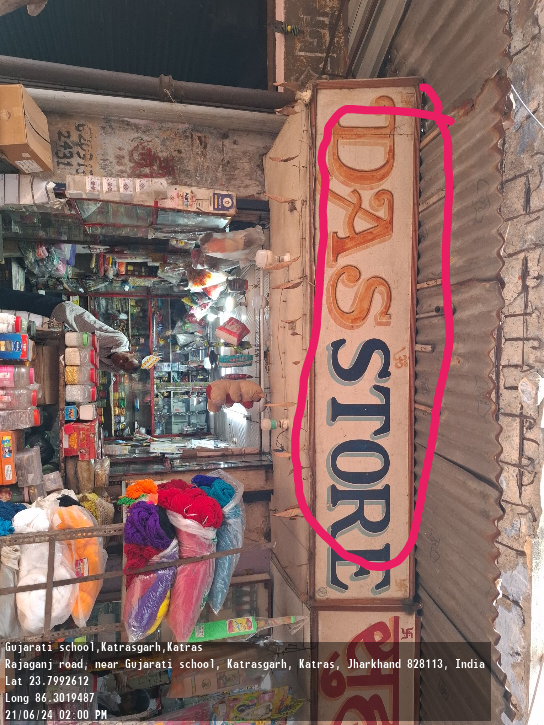 DAS STORE
ॐ
Gujarati school,Katrasgarh,Katras
Rajaganj road, near Gujarati school, Katrasgarh, Katras, Jharkhand 828113, India
Lat 23.7992612
Long 86.3019487
21/06/24 02:00 PM